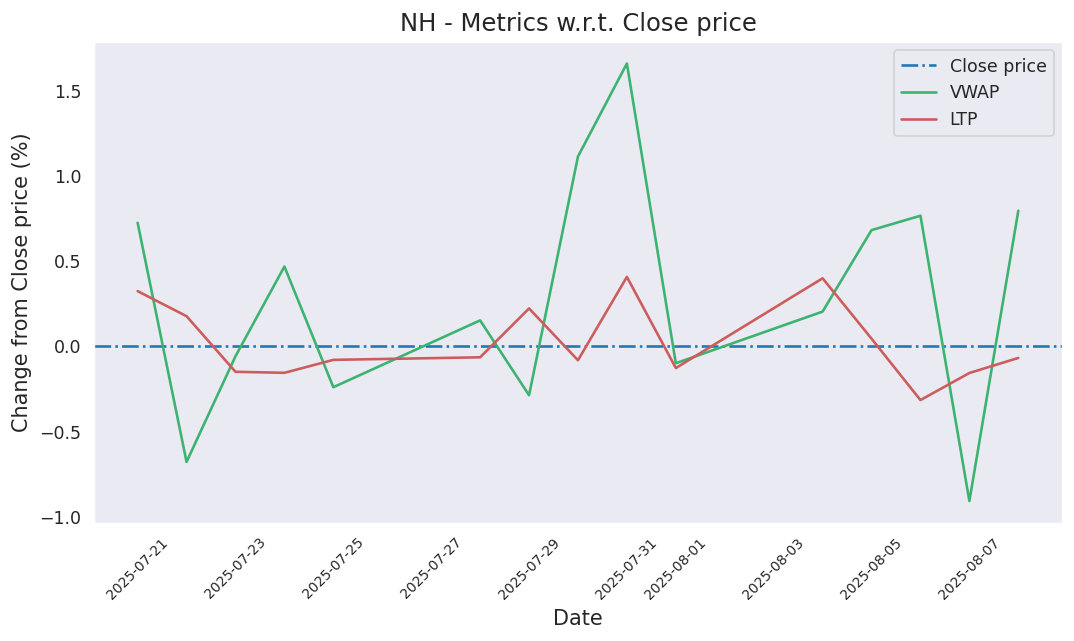 NH - Metrics w.r.t. Close price
Close price
VWAP
LTP
Change from Close price (%)
1.5
1.0
0.5
0.0
−0.5
−1.0
2025-07-21
2025-07-23
2025-07-25
2025-07-27
2025-07-29
2025-07-31
2025-08-01
2025-08-03
2025-08-05
2025-08-07
Date